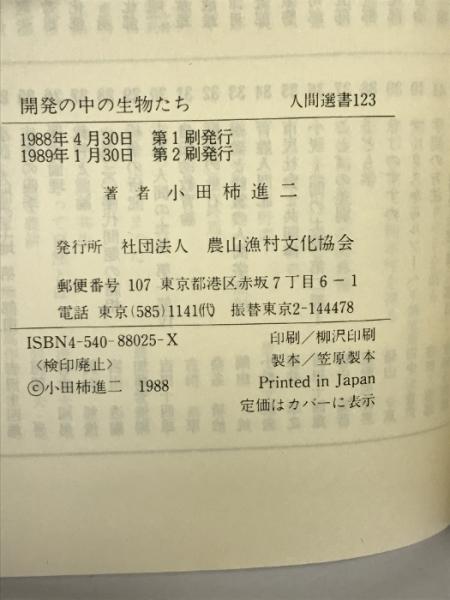 開発の中の生物たち 人間選書123
1988年4月30日 第1刷発行
1989年1月30日 第2刷発行
著者 小田柿進二
発行所 社団法人 農山漁村文化協会
郵便番号 107 東京都港区赤坂7丁目6-1
電話 東京(585)1141㈹ 振替東京2-144478
ISBN4-540-88025-X 印刷/柳沢印刷
〈検印廃止〉 製本/笠原製本
©小田柿進二 1988 Printed in Japan
定価はカバーに表示